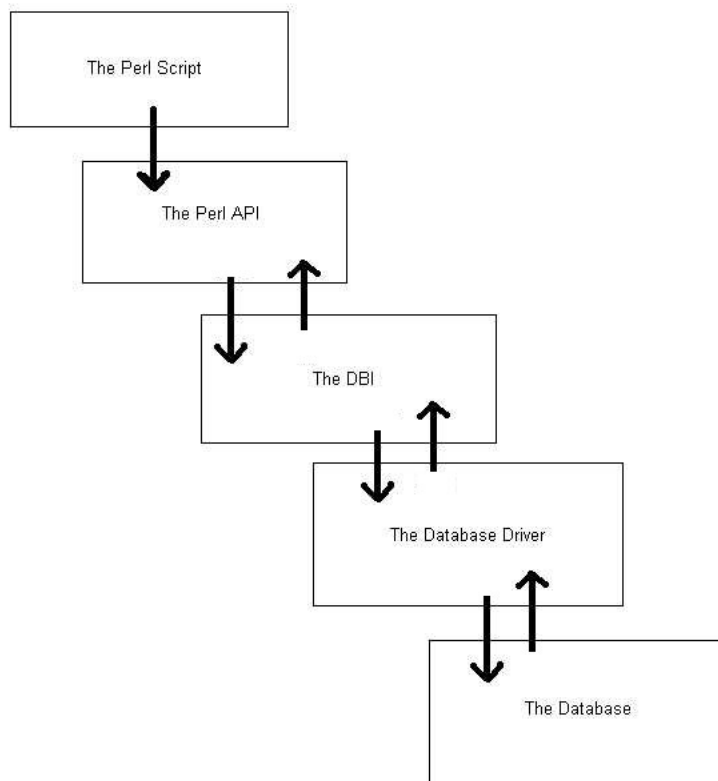 The Perl Script
The Perl API
The DBI
The Database Driver
The Database